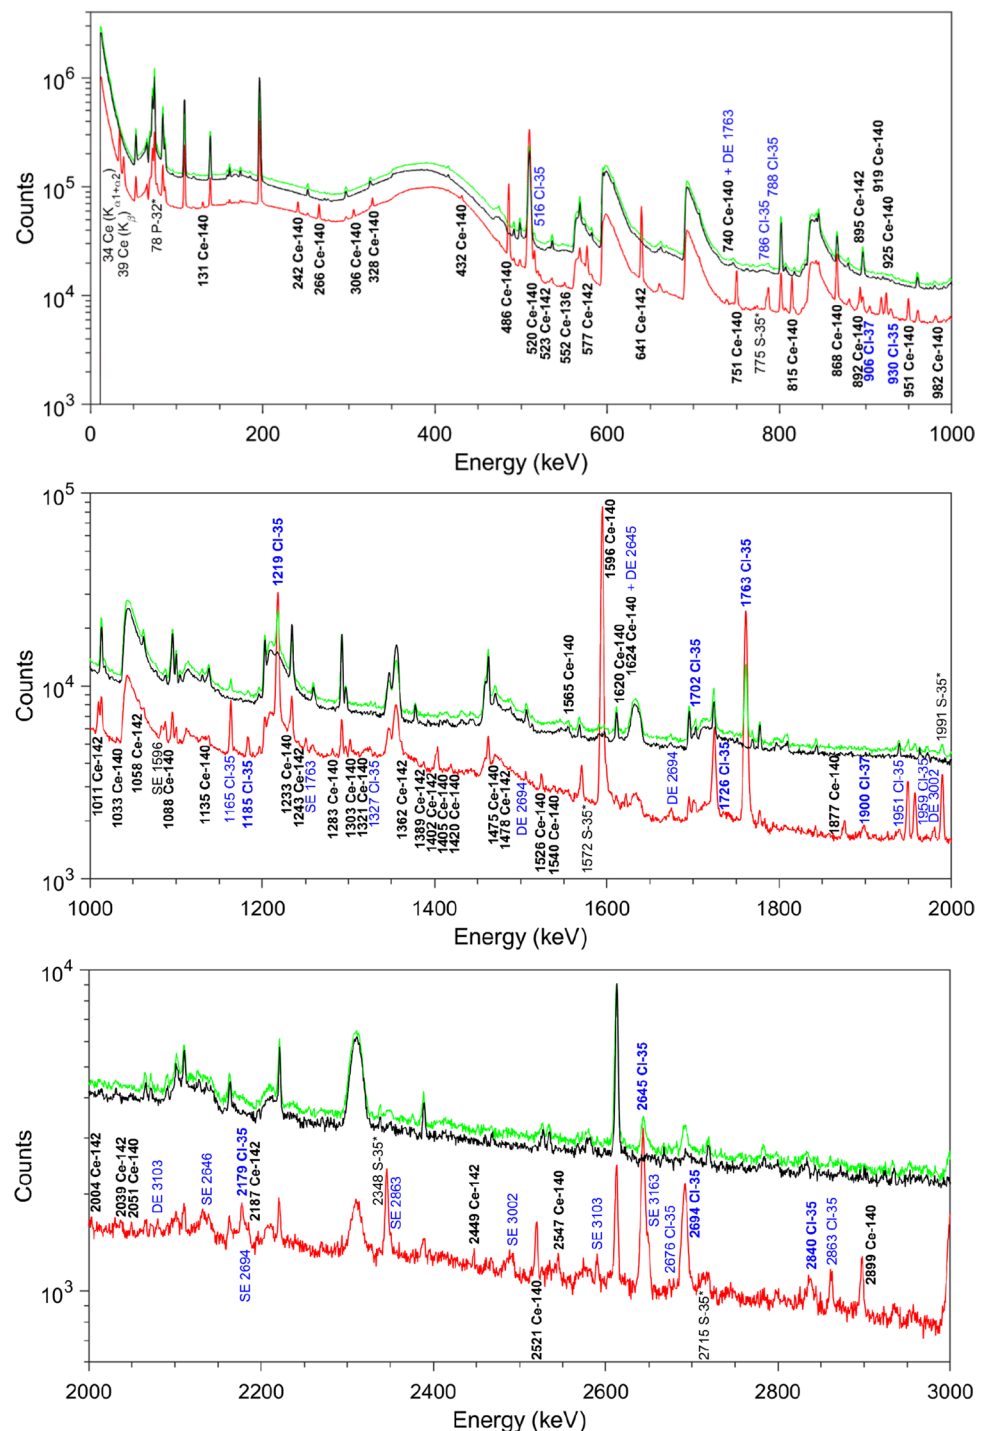 10⁶
10⁵
10⁴
10³
Counts
34 Ce (Kα1+α2)
39 Ce (Kβ)
78 P-32*
131 Ce-140
242 Ce-140
266 Ce-140
306 Ce-140
328 Ce-140
432 Ce-140
486 Ce-140
516 Cl-35
520 Ce-140
523 Ce-142
552 Ce-136
577 Ce-142
641 Ce-142
740 Ce-140 + DE 1763
751 Ce-140
775 S-35*
786 Cl-35
788 Cl-35
815 Ce-140
868 Ce-140
892 Ce-140
895 Ce-142
906 Cl-37
919 Ce-140
925 Ce-140
930 Cl-35
951 Ce-140
982 Ce-140
0 200 400 600 800 1000
Energy (keV)
10⁵
10⁴
10³
Counts
1011 Ce-142
1033 Ce-140
1058 Ce-142
SE 1596
1088 Ce-140
1135 Ce-140
1165 Cl-35
1185 Cl-35
1219 Cl-35
1233 Ce-140
1243 Ce-142
SE 1763
1283 Ce-140
1303 Ce-140
1321 Ce-140
1327 Cl-35
1362 Ce-142
1389 Ce-142
1402 Ce-142
1405 Ce-140
1420 Ce-140
1475 Ce-140
1478 Ce-142
DE 2694
1526 Ce-140
1540 Ce-140
1565 Ce-140
1572 S-35*
1596 Ce-140
1620 Ce-140
1624 Ce-140 + DE 2645
SE 2694
1702 Cl-35
1726 Cl-35
1763 Cl-35
1877 Ce-140
1900 Cl-37
1951 Cl-35
1959 Cl-35
DE 3002
1991 S-35*
1000 1200 1400 1600 1800 2000
Energy (keV)
10⁴
10³
Counts
2004 Ce-142
2039 Ce-142
2051 Ce-140
DE 3103
SE 2646
2179 Cl-35
SE 2694
2187 Ce-142
2348 S-35*
SE 2863
2449 Ce-142
SE 3002
2521 Ce-140
2547 Ce-140
SE 3103
2645 Cl-35
SE 3163
2676 Cl-35
2694 Cl-35
2715 S-35*
2840 Cl-35
2863 Cl-35
2899 Ce-140
2000 2200 2400 2600 2800 3000
Energy (keV)